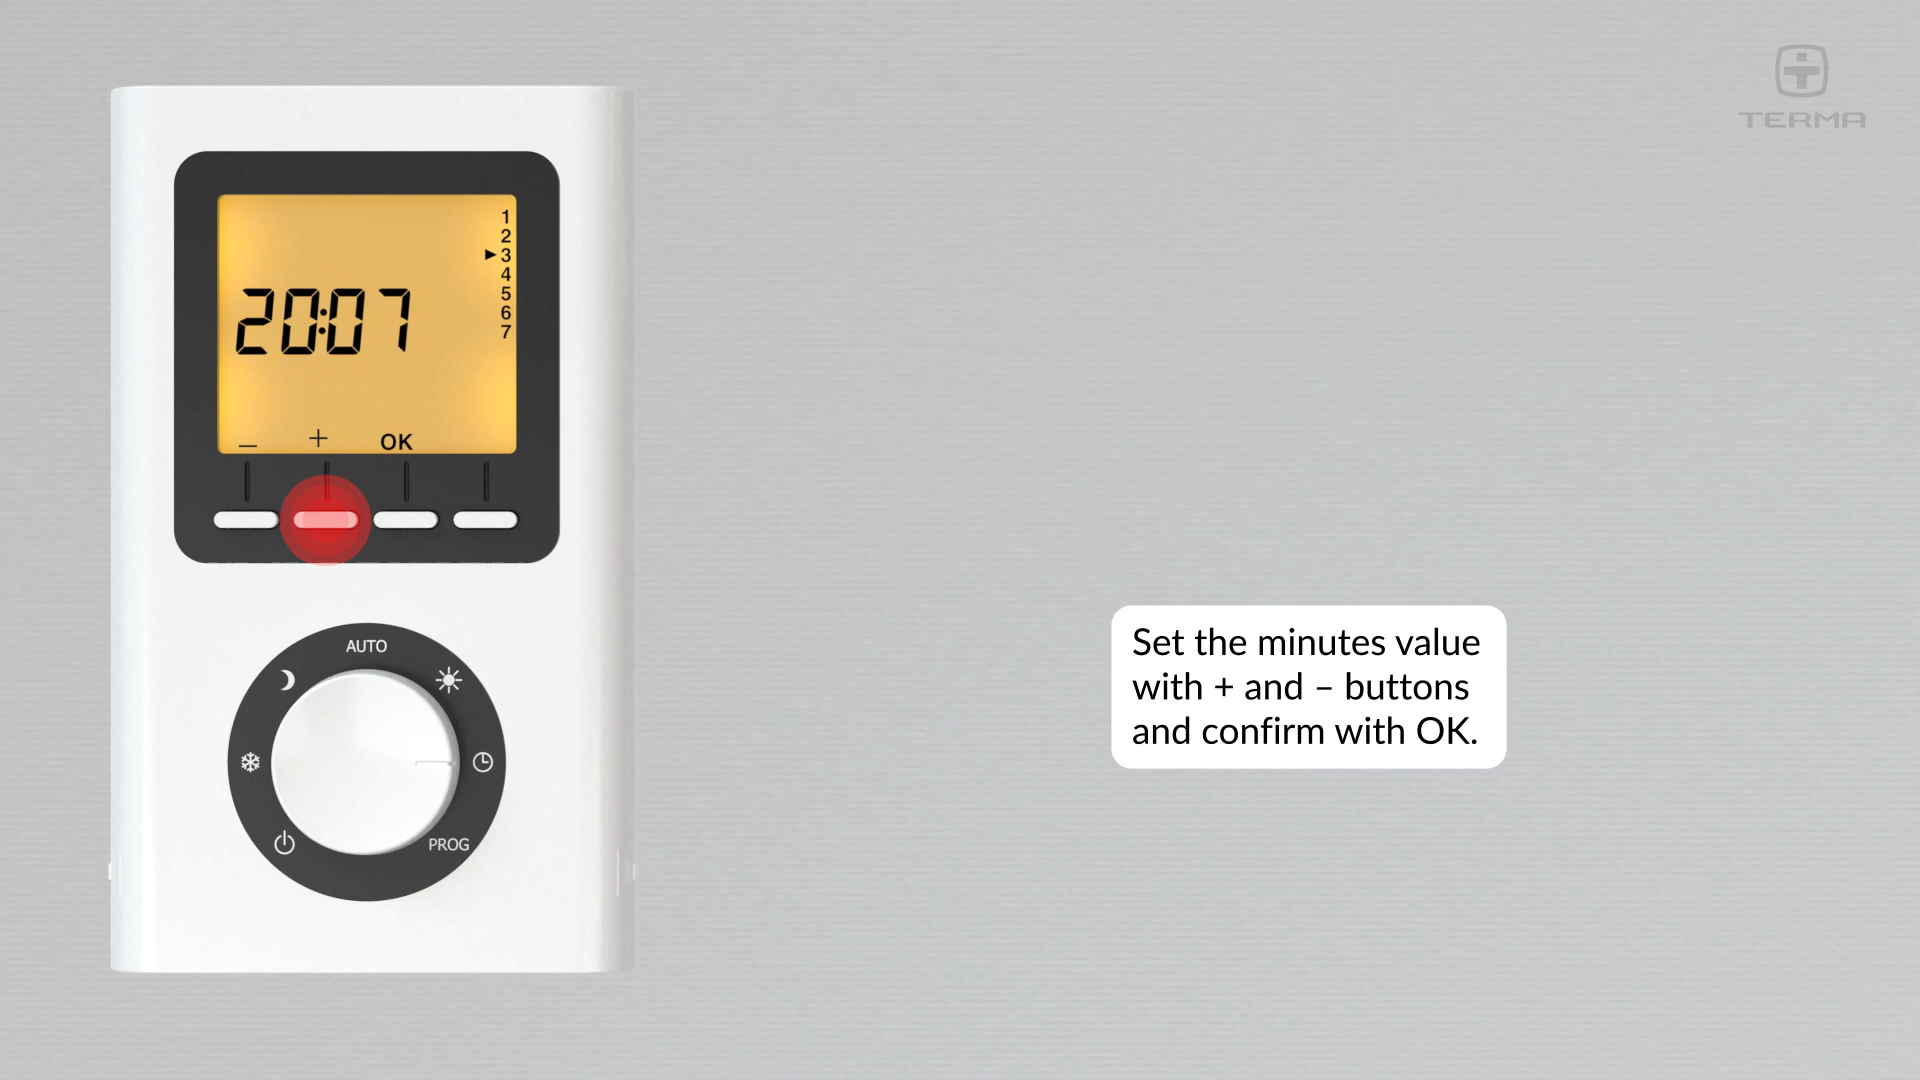 TERMA
1
2
3
4
5
6
7
20:07
– + OK
AUTO
PROG
Set the minutes value
with + and – buttons
and confirm with OK.